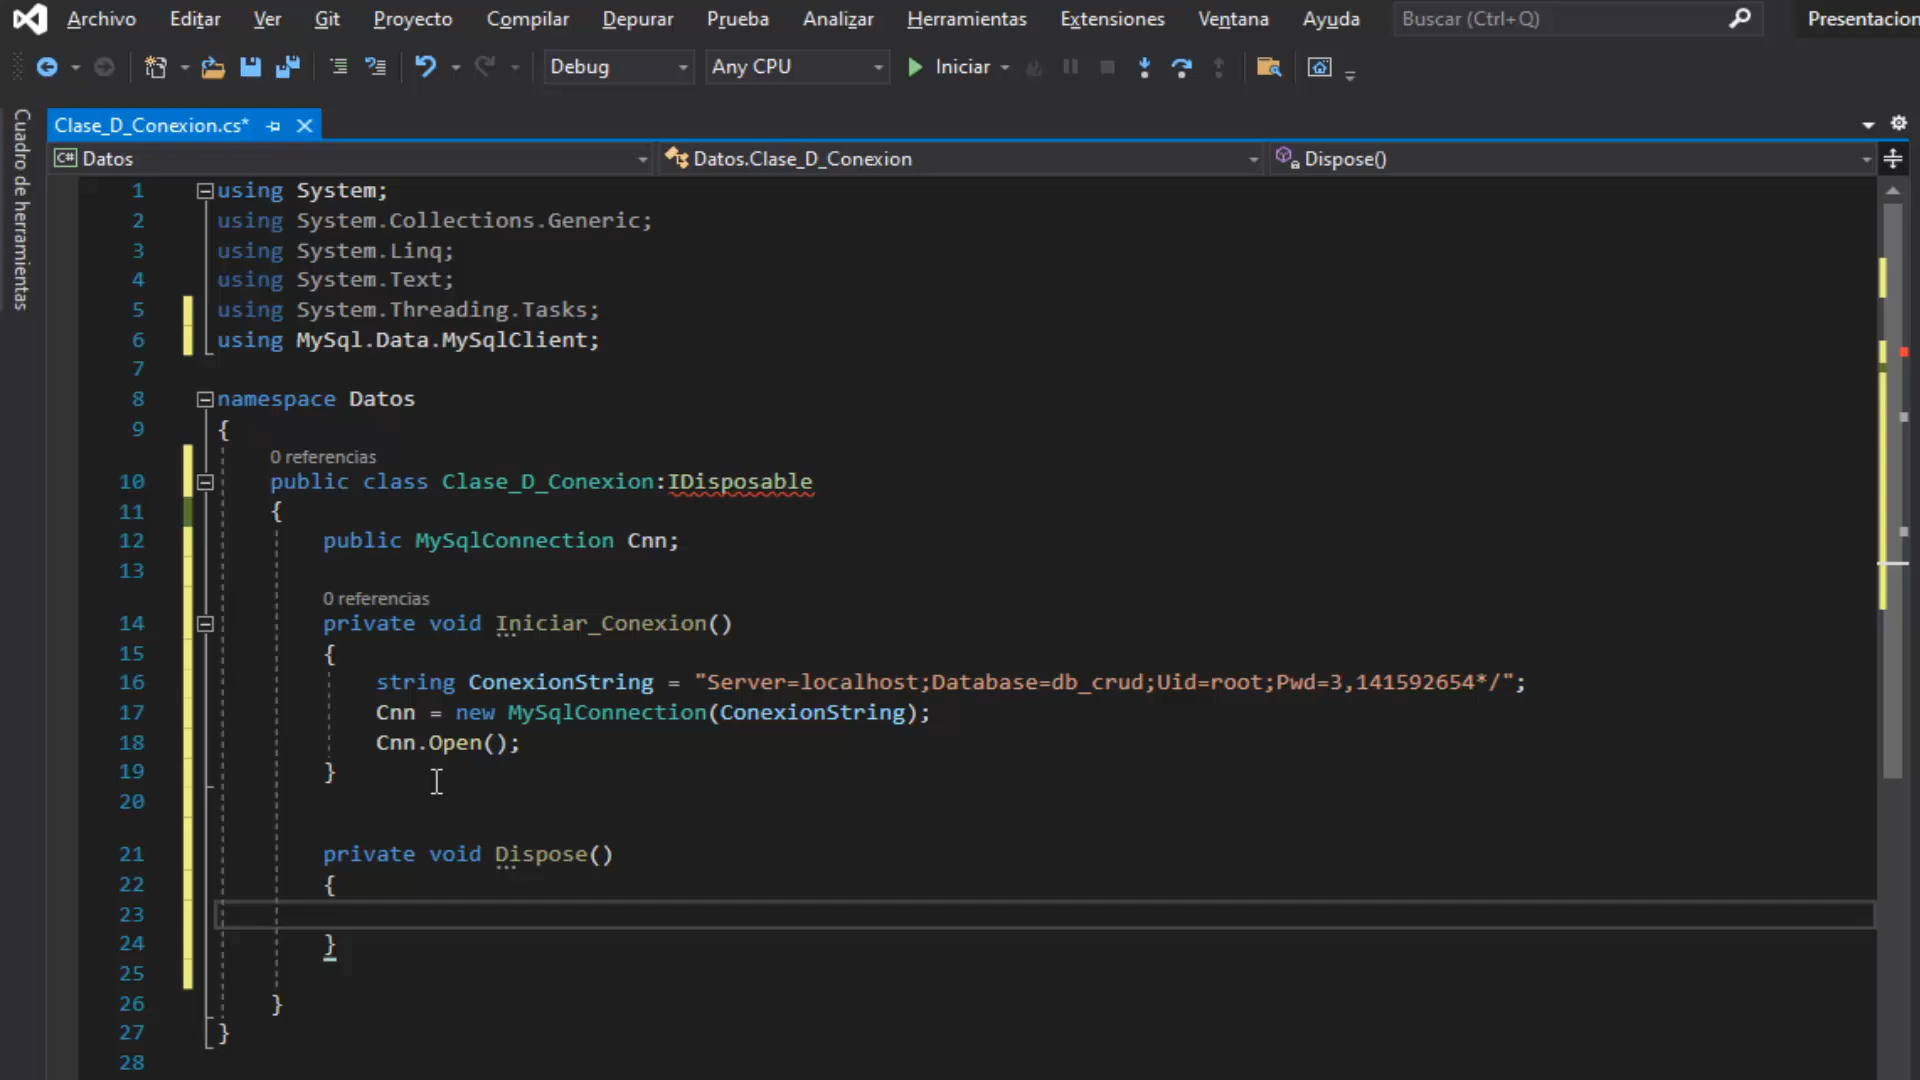 Archivo Editar Ver Git Proyecto Compilar Depurar Prueba Analizar Herramientas Extensiones Ventana Ayuda Buscar (Ctrl+Q) Presentacion
Debug Any CPU Iniciar
Cuadro de herramientas
Clase_D_Conexion.cs*
C# Datos Datos.Clase_D_Conexion Dispose()
1 using System;
2 using System.Collections.Generic;
3 using System.Linq;
4 using System.Text;
5 using System.Threading.Tasks;
6 using MySql.Data.MySqlClient;
7
8 namespace Datos
9 {
0 referencias
10 public class Clase_D_Conexion:IDisposable
11 {
12 public MySqlConnection Cnn;
13
0 referencias
14 private void Iniciar_Conexion()
15 {
16 string ConexionString = "Server=localhost;Database=db_crud;Uid=root;Pwd=3,141592654*/";
17 Cnn = new MySqlConnection(ConexionString);
18 Cnn.Open();
19 }
20
21 private void Dispose()
22 {
23
24 }
25
26 }
27 }
28